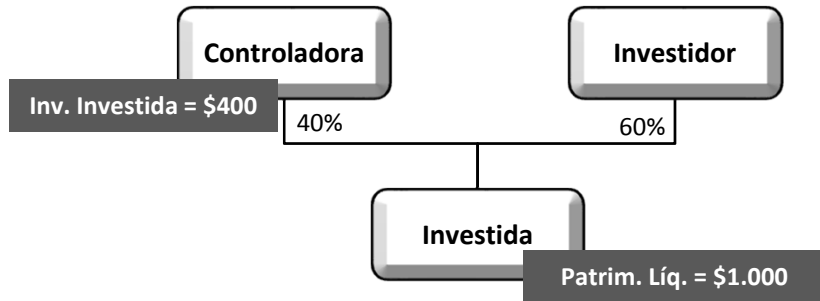 Controladora
Investidor
Inv. Investida = $400
40%
60%
Investida
Patrim. Líq. = $1.000